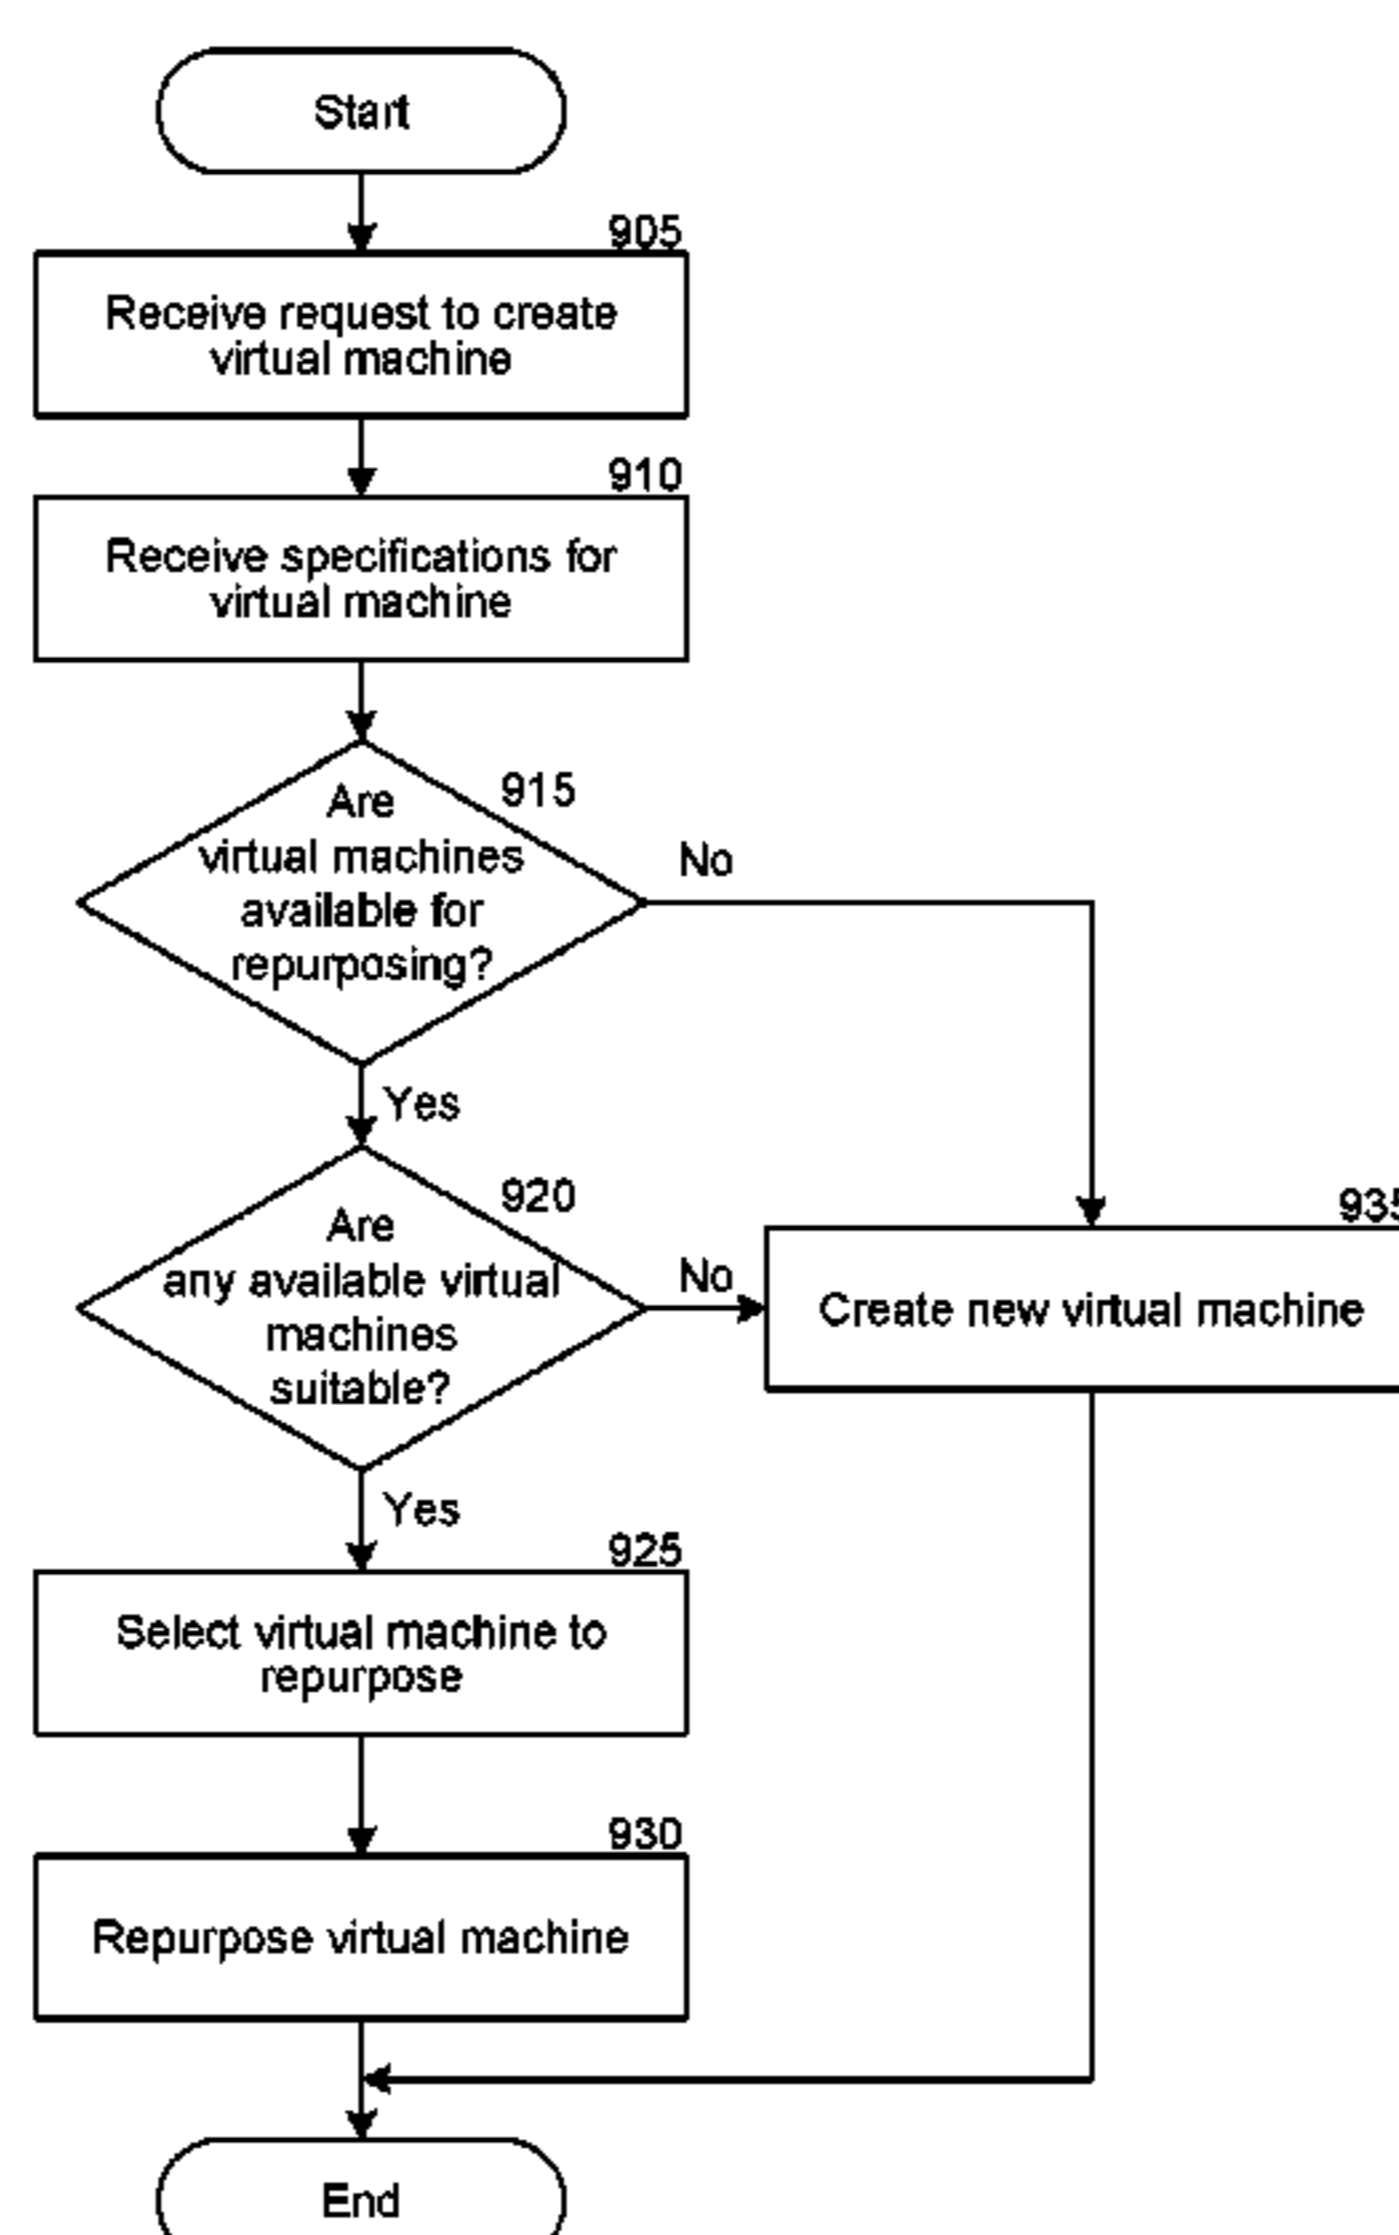 Start
905
Receive request to create
virtual machine
910
Receive specifications for
virtual machine
915
Are
virtual machines
available for
repurposing?
No
Yes
920
Are
any available virtual
machines
suitable?
No
935
Create new virtual machine
Yes
925
Select virtual machine to
repurpose
930
Repurpose virtual machine
End